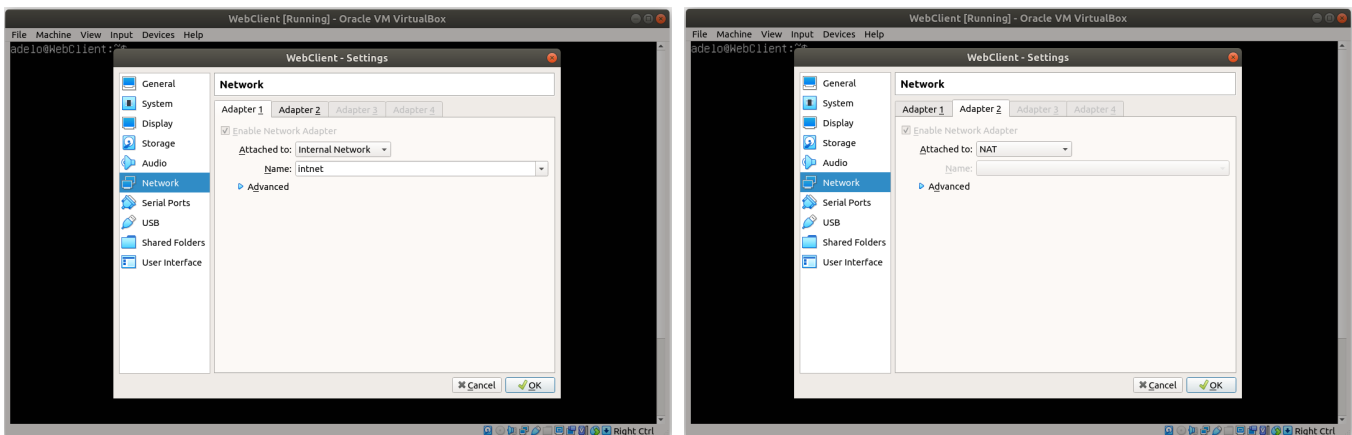 WebClient [Running] - Oracle VM VirtualBox
File Machine View Input Devices Help
adelo@WebClient:~$
WebClient - Settings
General
System
Display
Storage
Audio
Network
Serial Ports
USB
Shared Folders
User Interface
Network
Adapter 1 Adapter 2 Adapter 3 Adapter 4
Enable Network Adapter
Attached to: Internal Network
Name: intnet
Advanced
Cancel OK
Right Ctrl
WebClient [Running] - Oracle VM VirtualBox
File Machine View Input Devices Help
adelo@WebClient:~$
WebClient - Settings
General
System
Display
Storage
Audio
Network
Serial Ports
USB
Shared Folders
User Interface
Network
Adapter 1 Adapter 2 Adapter 3 Adapter 4
Enable Network Adapter
Attached to: NAT
Name:
Advanced
Cancel OK
Right Ctrl